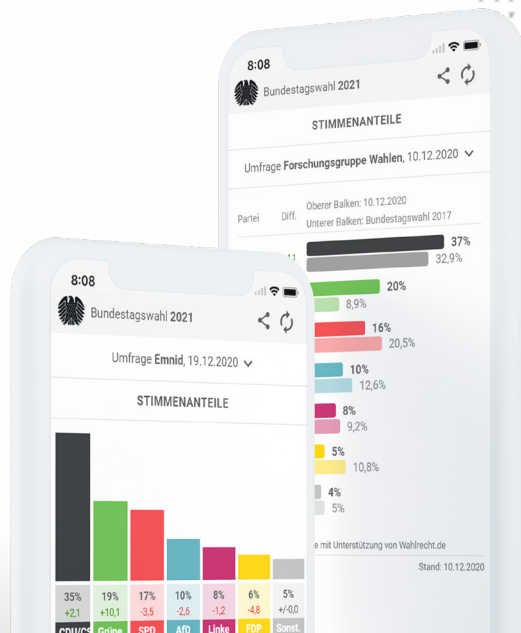 8:08
Bundestagswahl 2021
STIMMENANTEILE
Umfrage Forschungsgruppe Wahlen, 10.12.2020
Partei Diff. Oberer Balken: 10.12.2020
Unterer Balken: Bundestagswahl 2017
37%
32,9%
20%
8,9%
16%
20,5%
10%
12,6%
8%
9,2%
5%
10,8%
4%
5%
mit Unterstützung von Wahlrecht.de
Stand: 10.12.2020
8:08
Bundestagswahl 2021
Umfrage Emnid, 19.12.2020
STIMMENANTEILE
35% 19% 17% 10% 8% 6% 5%
+2,1 +10,1 -3,5 -2,6 -1,2 -4,8 +/-0,0
CDU/CS Grüne SPD AfD Linke FDP Sonst.